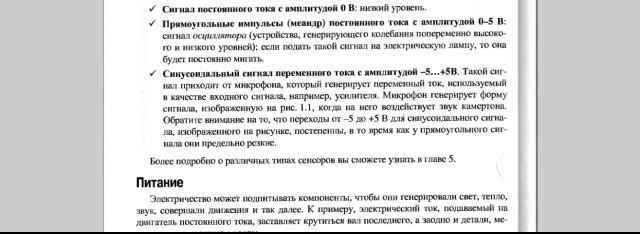 ✓ Сигнал постоянного тока с амплитудой 0 В: низкий уровень.
✓ Прямоугольные импульсы (меандр) постоянного тока с амплитудой 0–5 В:
сигнал осциллятора (устройства, генерирующего колебания попеременно высоко-
го и низкого уровней); если подать такой сигнал на электрическую лампу, то она
будет постоянно мигать.
✓ Синусоидальный сигнал переменного тока с амплитудой –5…+5В. Такой сиг-
нал приходит от микрофона, который генерирует переменный ток, используемый
в качестве входного сигнала, например, усилителя. Микрофон генерирует форму
сигнала, изображенную на рис. 1.1, когда на него воздействует звук камертона.
Обратите внимание на то, что переходы от –5 до +5 В для синусоидального сигна-
ла, изображенного на рисунке, постепенны, в то время как у прямоугольного сиг-
нала они предельно резкие.
Более подробно о различных типах сенсоров вы сможете узнать в главе 5.
Питание
Электричество может подпитывать компоненты, чтобы они генерировали свет, тепло,
звук, совершали движения и так далее. К примеру, электрический ток, подаваемый на
двигатель постоянного тока, заставляет крутиться вал последнего, а заодно и детали, ме-